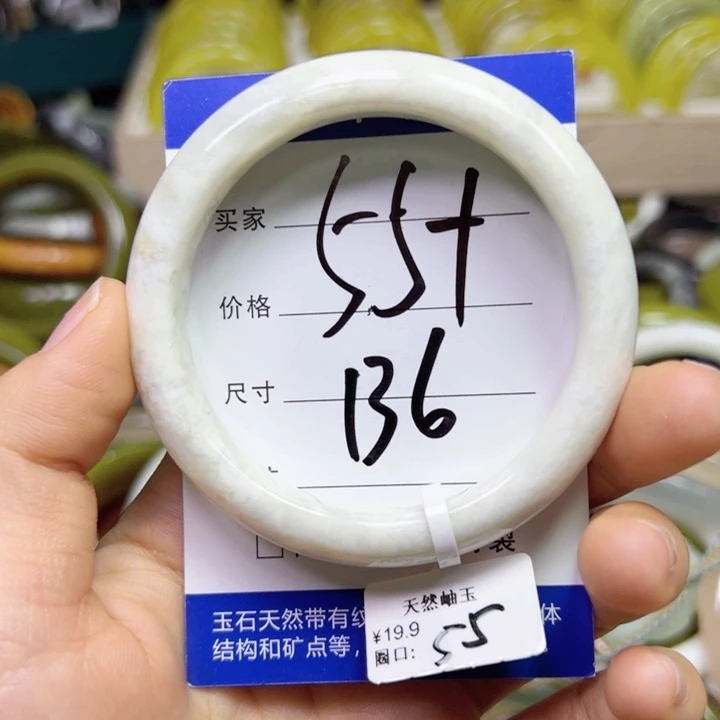 买家
55+
价格
尺寸
136
裂
玉石天然带有纹 体
结构和矿点等，
天然岫玉
¥19.9
圈口: 55